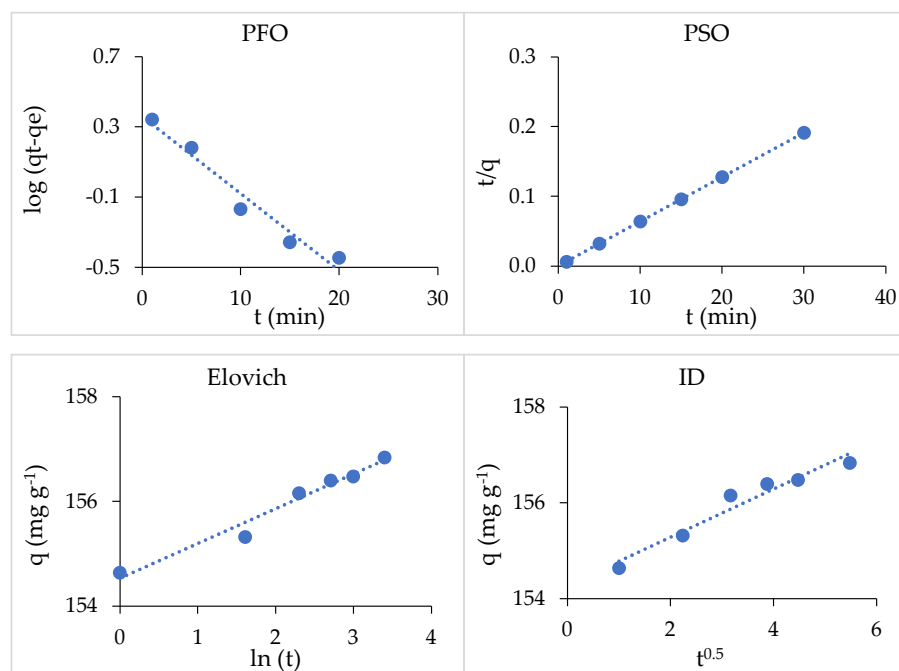 PFO
0.7
0.3
-0.1
-0.5
0 10 20 30
log (qt-qe)
t (min)
PSO
0.3
0.2
0.1
0.0
0 10 20 30 40
t/q
t (min)
Elovich
158
156
154
0 1 2 3 4
q (mg g⁻¹)
ln (t)
ID
158
156
154
0 2 4 6
q (mg g⁻¹)
t⁰·⁵